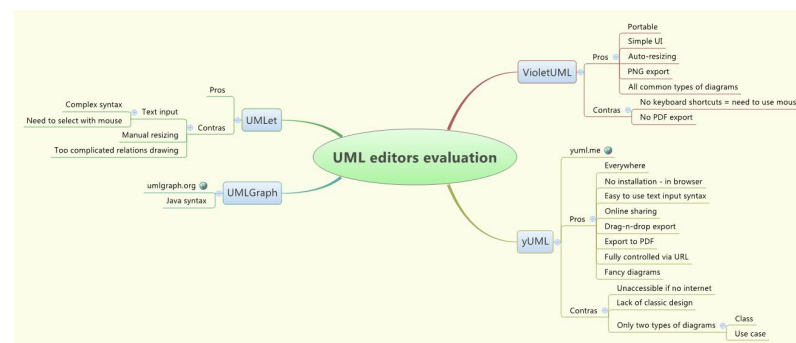 UML editors evaluation
VioletUML
Pros
Portable
Simple UI
Auto-resizing
PNG export
All common types of diagrams
Contras
No keyboard shortcuts = need to use mous
No PDF export
yUML
yuml.me
Pros
Everywhere
No installation - in browser
Easy to use text input syntax
Online sharing
Drag-n-drop export
Export to PDF
Fully controlled via URL
Fancy diagrams
Contras
Unaccessible if no internet
Lack of classic design
Only two types of diagrams
Class
Use case
UMLet
Pros
Contras
Text input
Complex syntax
Need to select with mouse
Manual resizing
Too complicated relations drawing
UMLGraph
umlgraph.org
Java syntax